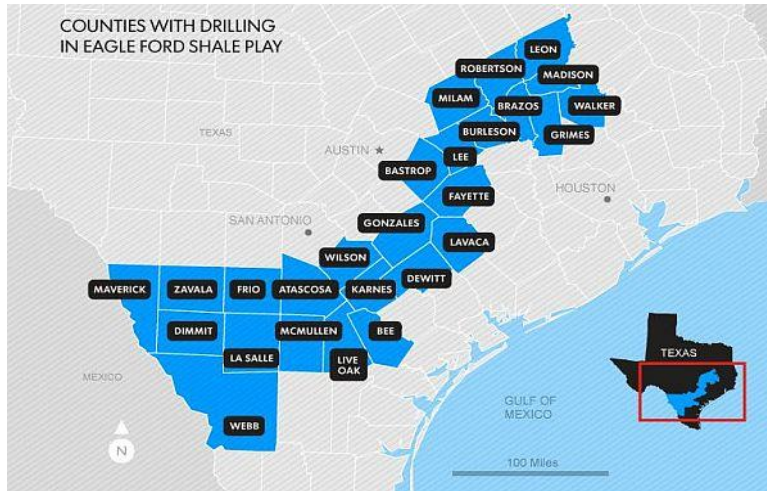 COUNTIES WITH DRILLING
IN EAGLE FORD SHALE PLAY
LEON
ROBERTSON
MADISON
MILAM
BRAZOS
WALKER
BURLESON
GRIMES
TEXAS
AUSTIN
LEE
BASTROP
FAYETTE
HOUSTON
SAN ANTONIO
GONZALES
LAVACA
WILSON
DEWITT
MAVERICK
ZAVALA
FRIO
ATASCOSA
KARNES
DIMMIT
MCMULLEN
BEE
LA SALLE
LIVE
OAK
TEXAS
MEXICO
GULF OF
MEXICO
WEBB
N
100 Miles